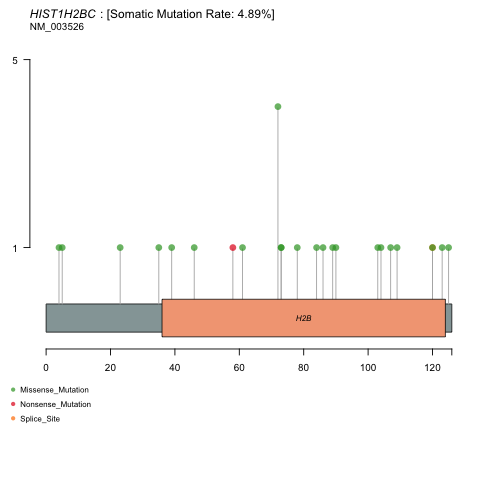 HIST1H2BC : [Somatic Mutation Rate: 4.89%]
NM_003526
5
1
H2B
0 20 40 60 80 100 120
Missense_Mutation
Nonsense_Mutation
Splice_Site